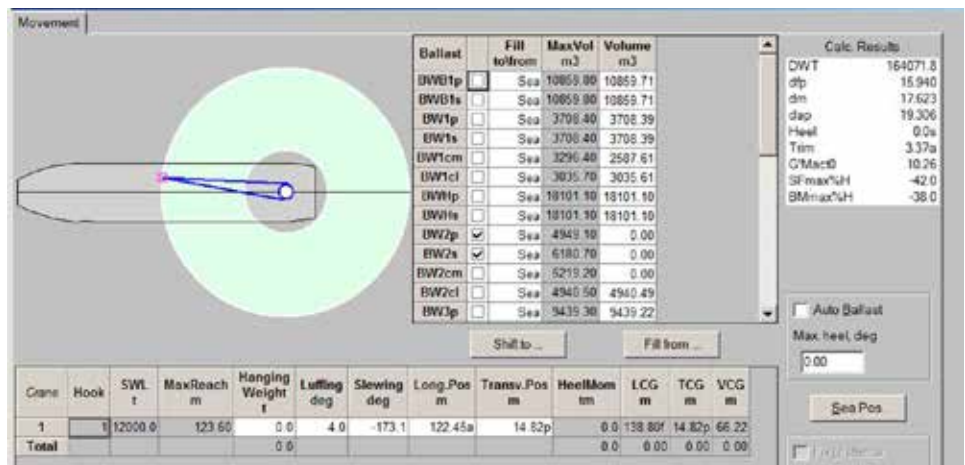 Movement
Ballast Fill to\from MaxVol m3 Volume m3
BWB1p Sea 10859.80 10859.71
BWB1s Sea 10859.80 10859.71
BW1p Sea 3708.40 3708.39
BW1s Sea 3708.40 3708.39
BW1cm Sea 3296.40 2587.61
BW1cl Sea 3035.70 3035.61
BWHp Sea 18101.10 18101.10
BWHs Sea 18101.10 18101.10
BW2p Sea 4949.10 0.00
BW2s Sea 6180.70 0.00
BW2cm Sea 5219.20 0.00
BW2cl Sea 4940.50 4940.49
BW3p Sea 9439.30 9439.22
Shift to ... Fill from ...
Calc. Results
DWT 164071.8
dfp 15.940
dm 17.623
dap 19.306
Heel 0.0s
Trim 3.37a
G'Mact0 10.26
SFmax%H -42.0
BMmax%H -38.0
Auto Ballast
Max. heel, deg
0.00
Sea Pos
Crane Hook SWL t MaxReach m Hanging Weight t Luffing deg Slewing deg Long.Pos m Transv.Pos m HeelMom tm LCG m TCG m VCG m
1 1 12000.0 123.60 0.0 4.0 -173.1 122.45a 14.82p 0.0 138.80f 14.82p 66.22
Total 0.0 0.0 0.00 0.00 0.00